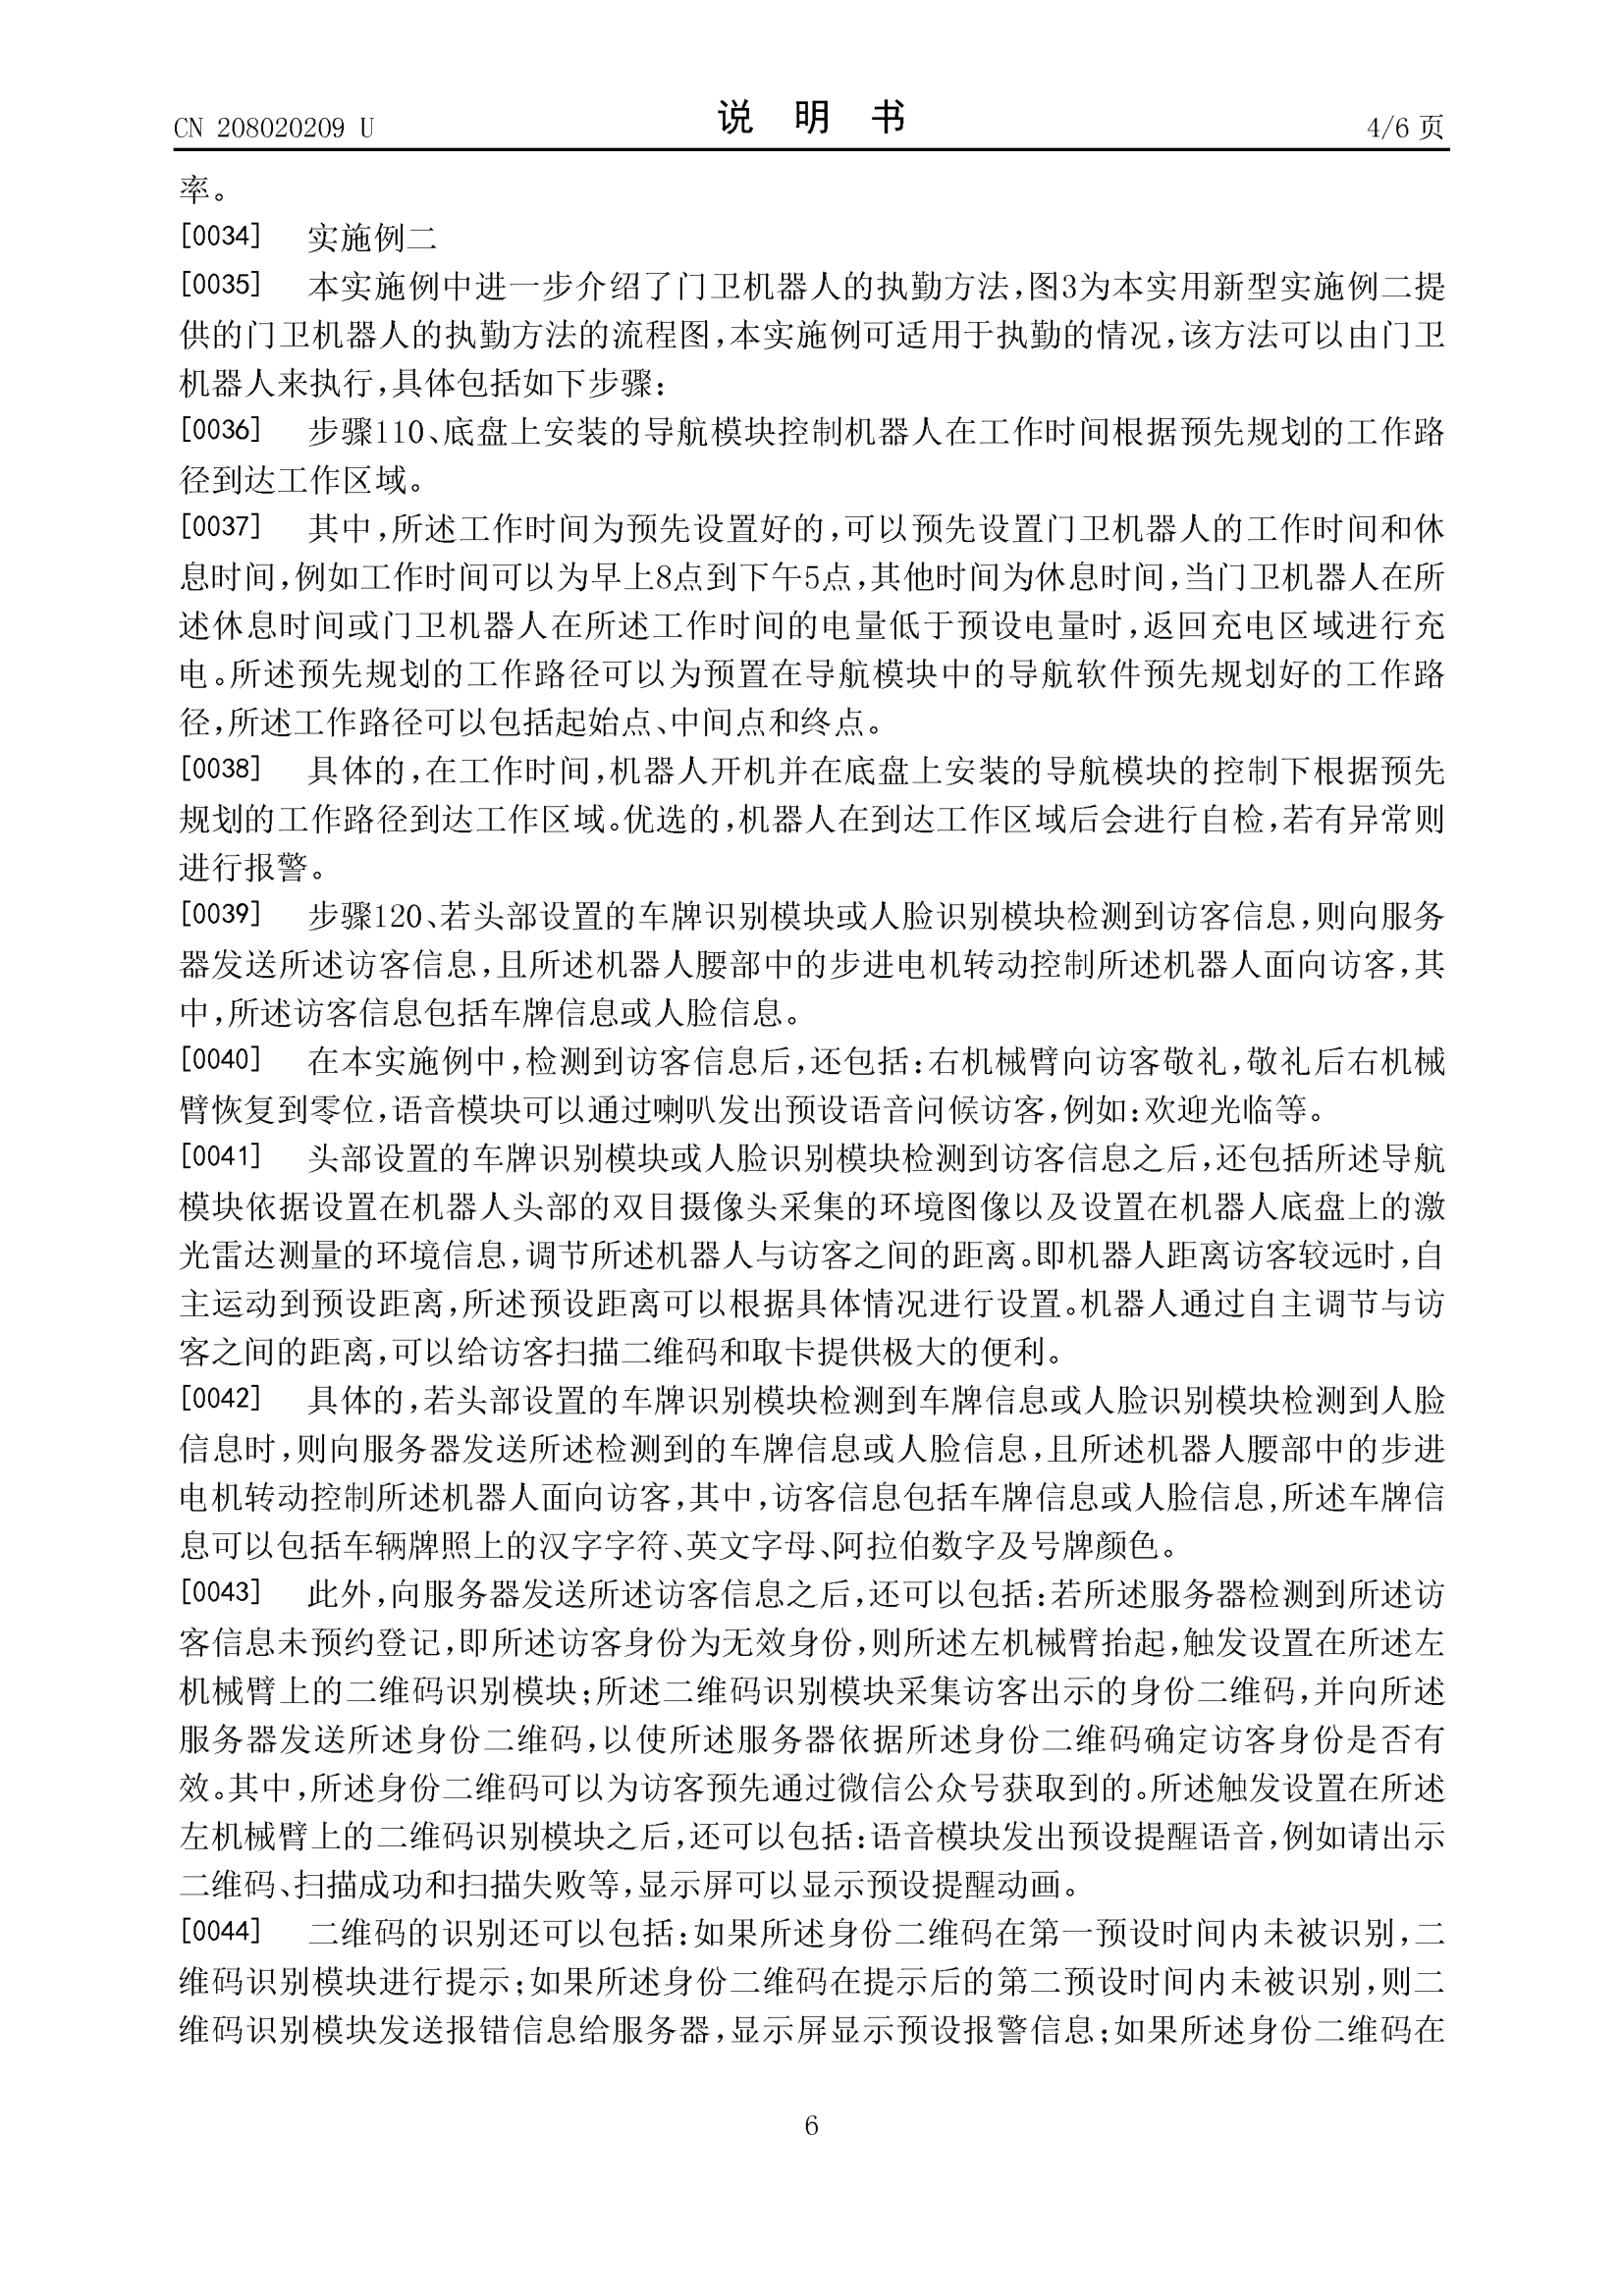 CN 208020209 U
说 明 书
4/6 页
率。
[0034] 实施例二
[0035] 本实施例中进一步介绍了门卫机器人的执勤方法,图3为本实用新型实施例二提
供的门卫机器人的执勤方法的流程图,本实施例可适用于执勤的情况,该方法可以由门卫
机器人来执行,具体包括如下步骤:
[0036] 步骤110、底盘上安装的导航模块控制机器人在工作时间根据预先规划的工作路
径到达工作区域。
[0037] 其中,所述工作时间为预先设置好的,可以预先设置门卫机器人的工作时间和休
息时间,例如工作时间可以为早上8点到下午5点,其他时间为休息时间,当门卫机器人在所
述休息时间或门卫机器人在所述工作时间的电量低于预设电量时,返回充电区域进行充
电。所述预先规划的工作路径可以为预置在导航模块中的导航软件预先规划好的工作路
径,所述工作路径可以包括起始点、中间点和终点。
[0038] 具体的,在工作时间,机器人开机并在底盘上安装的导航模块的控制下根据预先
规划的工作路径到达工作区域。优选的,机器人在到达工作区域后会进行自检,若有异常则
进行报警。
[0039] 步骤120、若头部设置的车牌识别模块或人脸识别模块检测到访客信息,则向服务
器发送所述访客信息,且所述机器人腰部中的步进电机转动控制所述机器人面向访客,其
中,所述访客信息包括车牌信息或人脸信息。
[0040] 在本实施例中,检测到访客信息后,还包括:右机械臂向访客敬礼,敬礼后右机械
臂恢复到零位,语音模块可以通过喇叭发出预设语音问候访客,例如:欢迎光临等。
[0041] 头部设置的车牌识别模块或人脸识别模块检测到访客信息之后,还包括所述导航
模块依据设置在机器人头部的双目摄像头采集的环境图像以及设置在机器人底盘上的激
光雷达测量的环境信息,调节所述机器人与访客之间的距离。即机器人距离访客较远时,自
主运动到预设距离,所述预设距离可以根据具体情况进行设置。机器人通过自主调节与访
客之间的距离,可以给访客扫描二维码和取卡提供极大的便利。
[0042] 具体的,若头部设置的车牌识别模块检测到车牌信息或人脸识别模块检测到人脸
信息时,则向服务器发送所述检测到的车牌信息或人脸信息,且所述机器人腰部中的步进
电机转动控制所述机器人面向访客,其中,访客信息包括车牌信息或人脸信息,所述车牌信
息可以包括车辆牌照上的汉字字符、英文字母、阿拉伯数字及号牌颜色。
[0043] 此外,向服务器发送所述访客信息之后,还可以包括:若所述服务器检测到所述访
客信息未预约登记,即所述访客身份为无效身份,则所述左机械臂抬起,触发设置在所述左
机械臂上的二维码识别模块;所述二维码识别模块采集访客出示的身份二维码,并向所述
服务器发送所述身份二维码,以使所述服务器依据所述身份二维码确定访客身份是否有
效。其中,所述身份二维码可以为访客预先通过微信公众号获取到的。所述触发设置在所述
左机械臂上的二维码识别模块之后,还可以包括:语音模块发出预设提醒语音,例如请出示
二维码、扫描成功和扫描失败等,显示屏可以显示预设提醒动画。
[0044] 二维码的识别还可以包括:如果所述身份二维码在第一预设时间内未被识别,二
维码识别模块进行提示;如果所述身份二维码在提示后的第二预设时间内未被识别,则二
维码识别模块发送报错信息给服务器,显示屏显示预设报警信息;如果所述身份二维码在
6